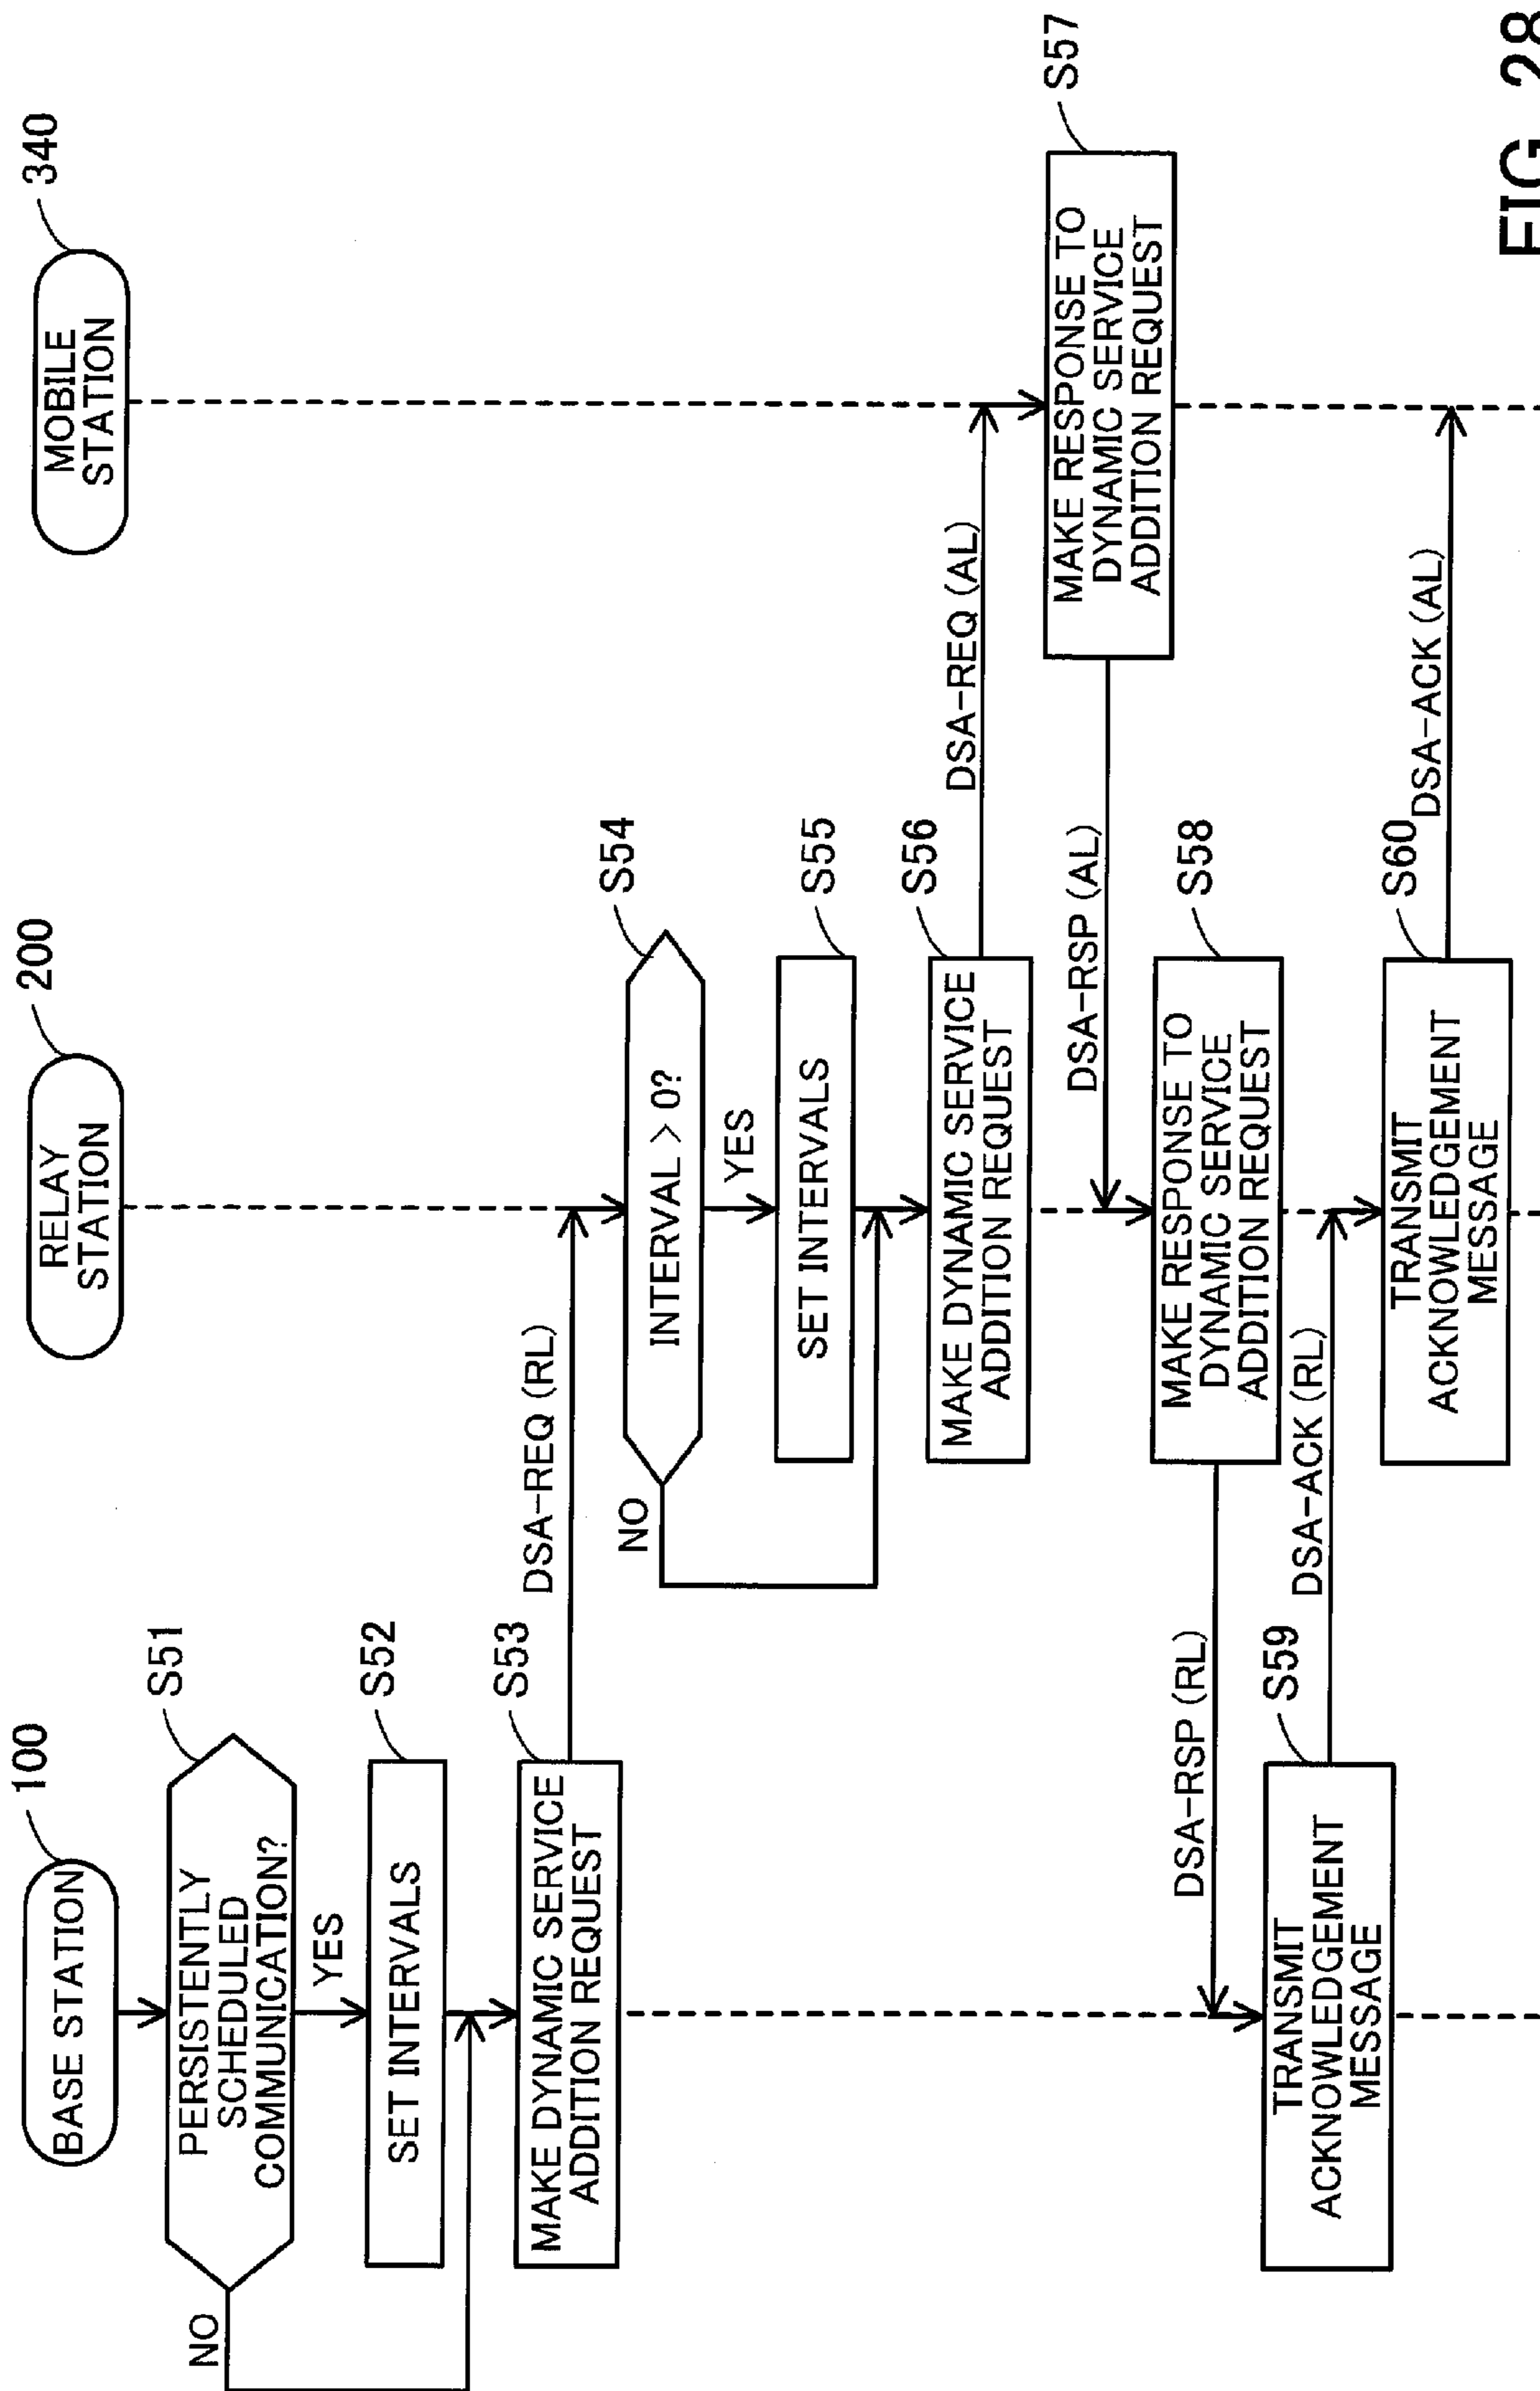 BASE STATION
100
RELAY
STATION
200
MOBILE
STATION
340
PERSISTENTLY
SCHEDULED
COMMUNICATION?
S51
NO
YES
SET INTERVALS
S52
MAKE DYNAMIC SERVICE
ADDITION REQUEST
S53
DSA-REQ (RL)
INTERVAL > 0?
S54
NO
YES
SET INTERVALS
S55
MAKE DYNAMIC SERVICE
ADDITION REQUEST
S56
DSA-REQ (AL)
MAKE RESPONSE TO
DYNAMIC SERVICE
ADDITION REQUEST
S57
DSA-RSP (AL)
MAKE RESPONSE TO
DYNAMIC SERVICE
ADDITION REQUEST
S58
DSA-RSP (RL)
TRANSMIT
ACKNOWLEDGEMENT
MESSAGE
S59
DSA-ACK (RL)
TRANSMIT
ACKNOWLEDGEMENT
MESSAGE
S60
DSA-ACK (AL)
FIG. 28